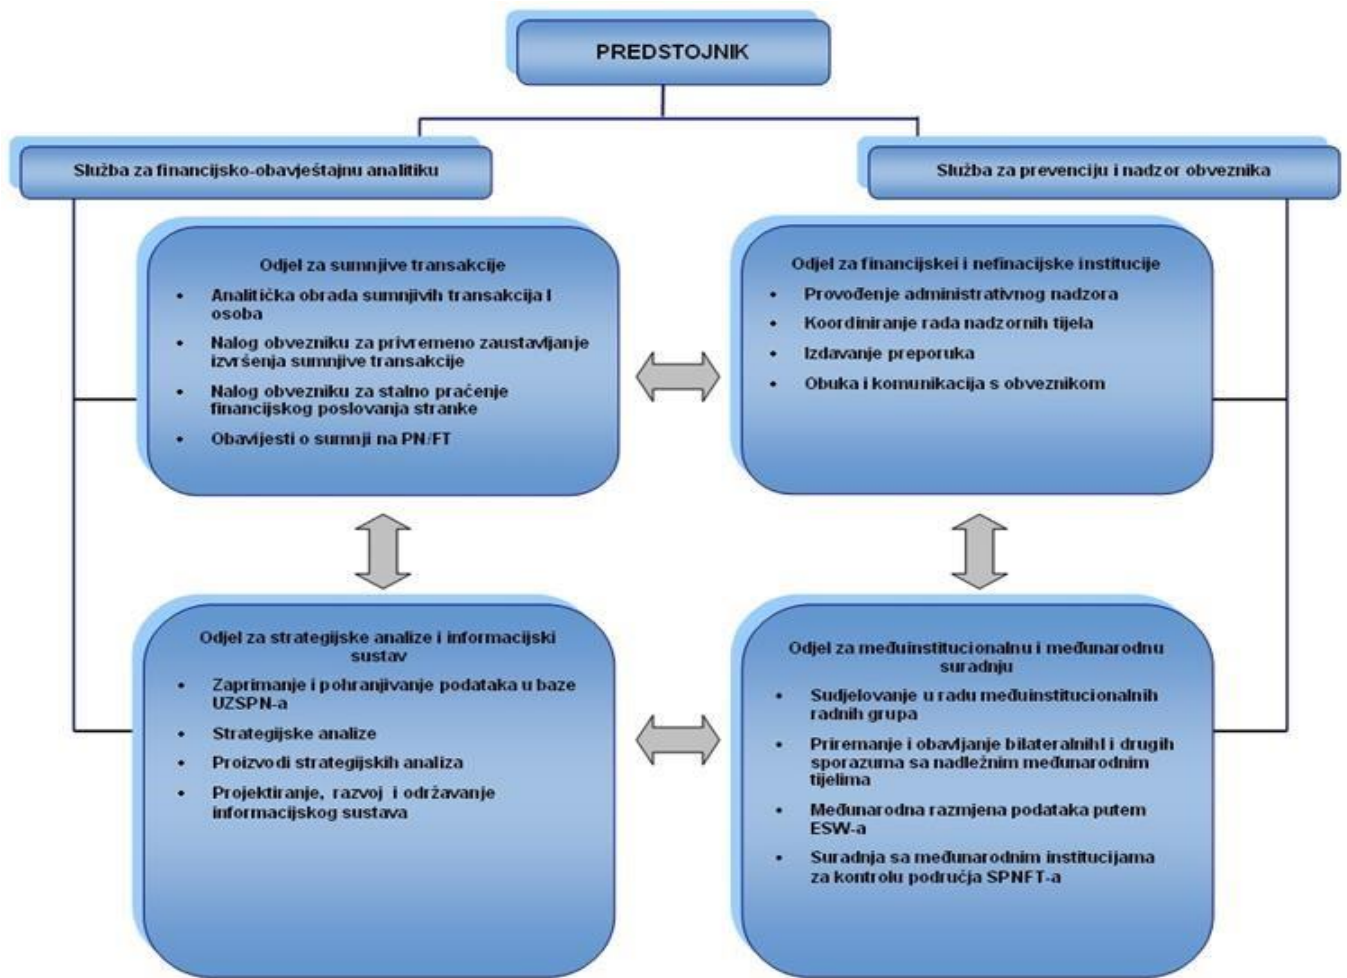 PREDSTOJNIK
Služba za financijsko-obavještajnu analitiku
Služba za prevenciju i nadzor obveznika
Odjel za sumnjive transakcije
• Analitička obrada sumnjivih transakcija I
osoba
• Nalog obvezniku za privremeno zaustavljanje
izvršenja sumnjive transakcije
• Nalog obvezniku za stalno praćenje
financijskog poslovanja stranke
• Obavijesti o sumnji na PN/FT
Odjel za financijskei i nefinacijske institucije
• Provođenje administrativnog nadzora
• Koordiniranje rada nadzornih tijela
• Izdavanje preporuka
• Obuka i komunikacija s obveznikom
Odjel za strategijske analize i informacijski
sustav
• Zaprimanje i pohranjivanje podataka u baze
UZSPN-a
• Strategijske analize
• Proizvodi strategijskih analiza
• Projektiranje, razvoj i održavanje
informacijskog sustava
Odjel za međuinstitucionalnu i međunarodnu
suradnju
• Sudjelovanje u radu međuinstitucionalnih
radnih grupa
• Priremanje i obavljanje bilateralnihI i drugih
sporazuma sa nadležnim međunarodnim
tijelima
• Međunarodna razmjena podataka putem
ESW-a
• Suradnja sa međunarodnim institucijama
za kontrolu područja SPNFT-a